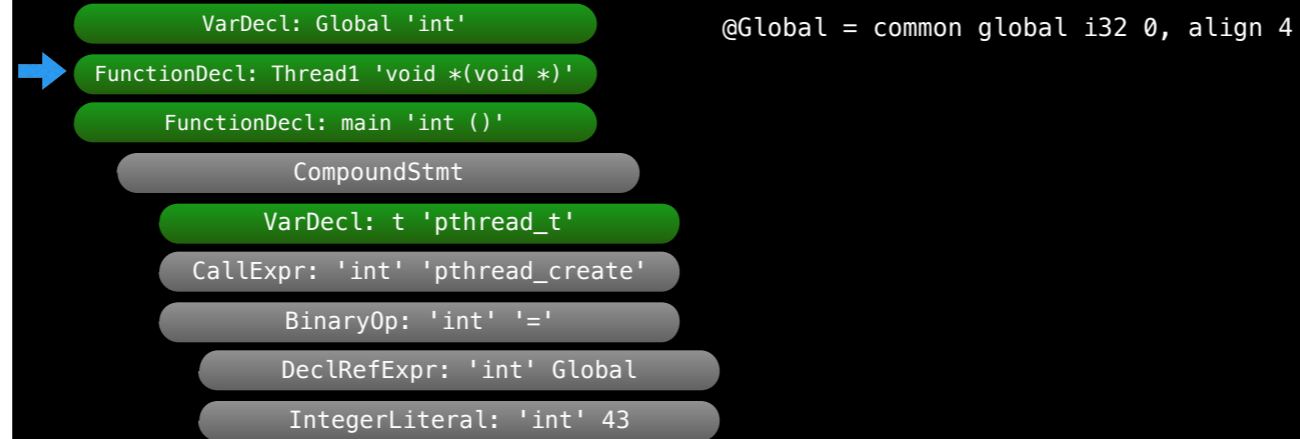 VarDecl: Global 'int'
@Global = common global i32 0, align 4
FunctionDecl: Thread1 'void *(void *)'
FunctionDecl: main 'int ()'
CompoundStmt
VarDecl: t 'pthread_t'
CallExpr: 'int' 'pthread_create'
BinaryOp: 'int' '='
DeclRefExpr: 'int' Global
IntegerLiteral: 'int' 43